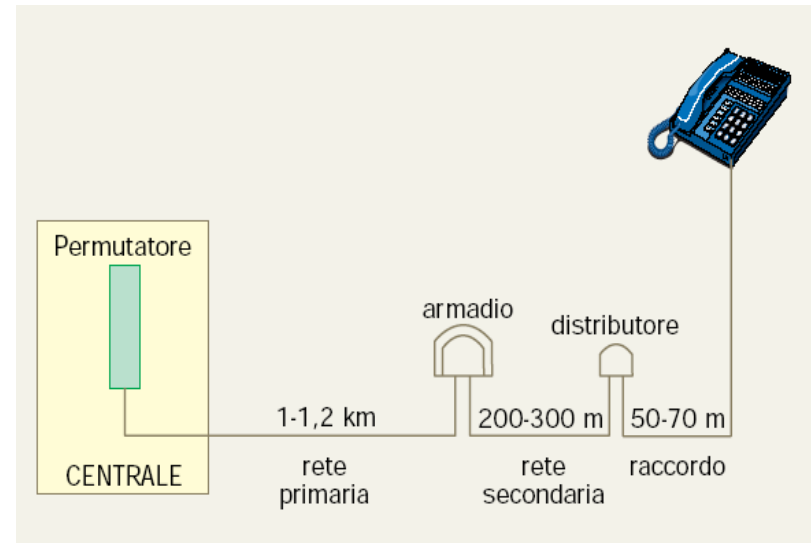 Permutatore
armadio
distributore
1-1,2 km
200-300 m
50-70 m
CENTRALE
rete
primaria
rete
secondaria
raccordo